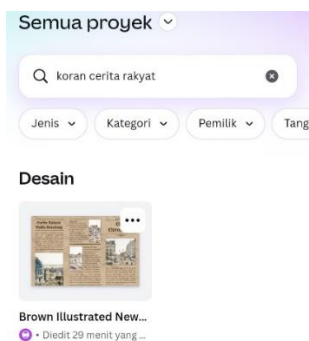 Semua proyek
koran cerita rakyat
Jenis
Kategori
Pemilik
Tang
Desain
Brown Illustrated New...
• Diedit 29 menit yang ...